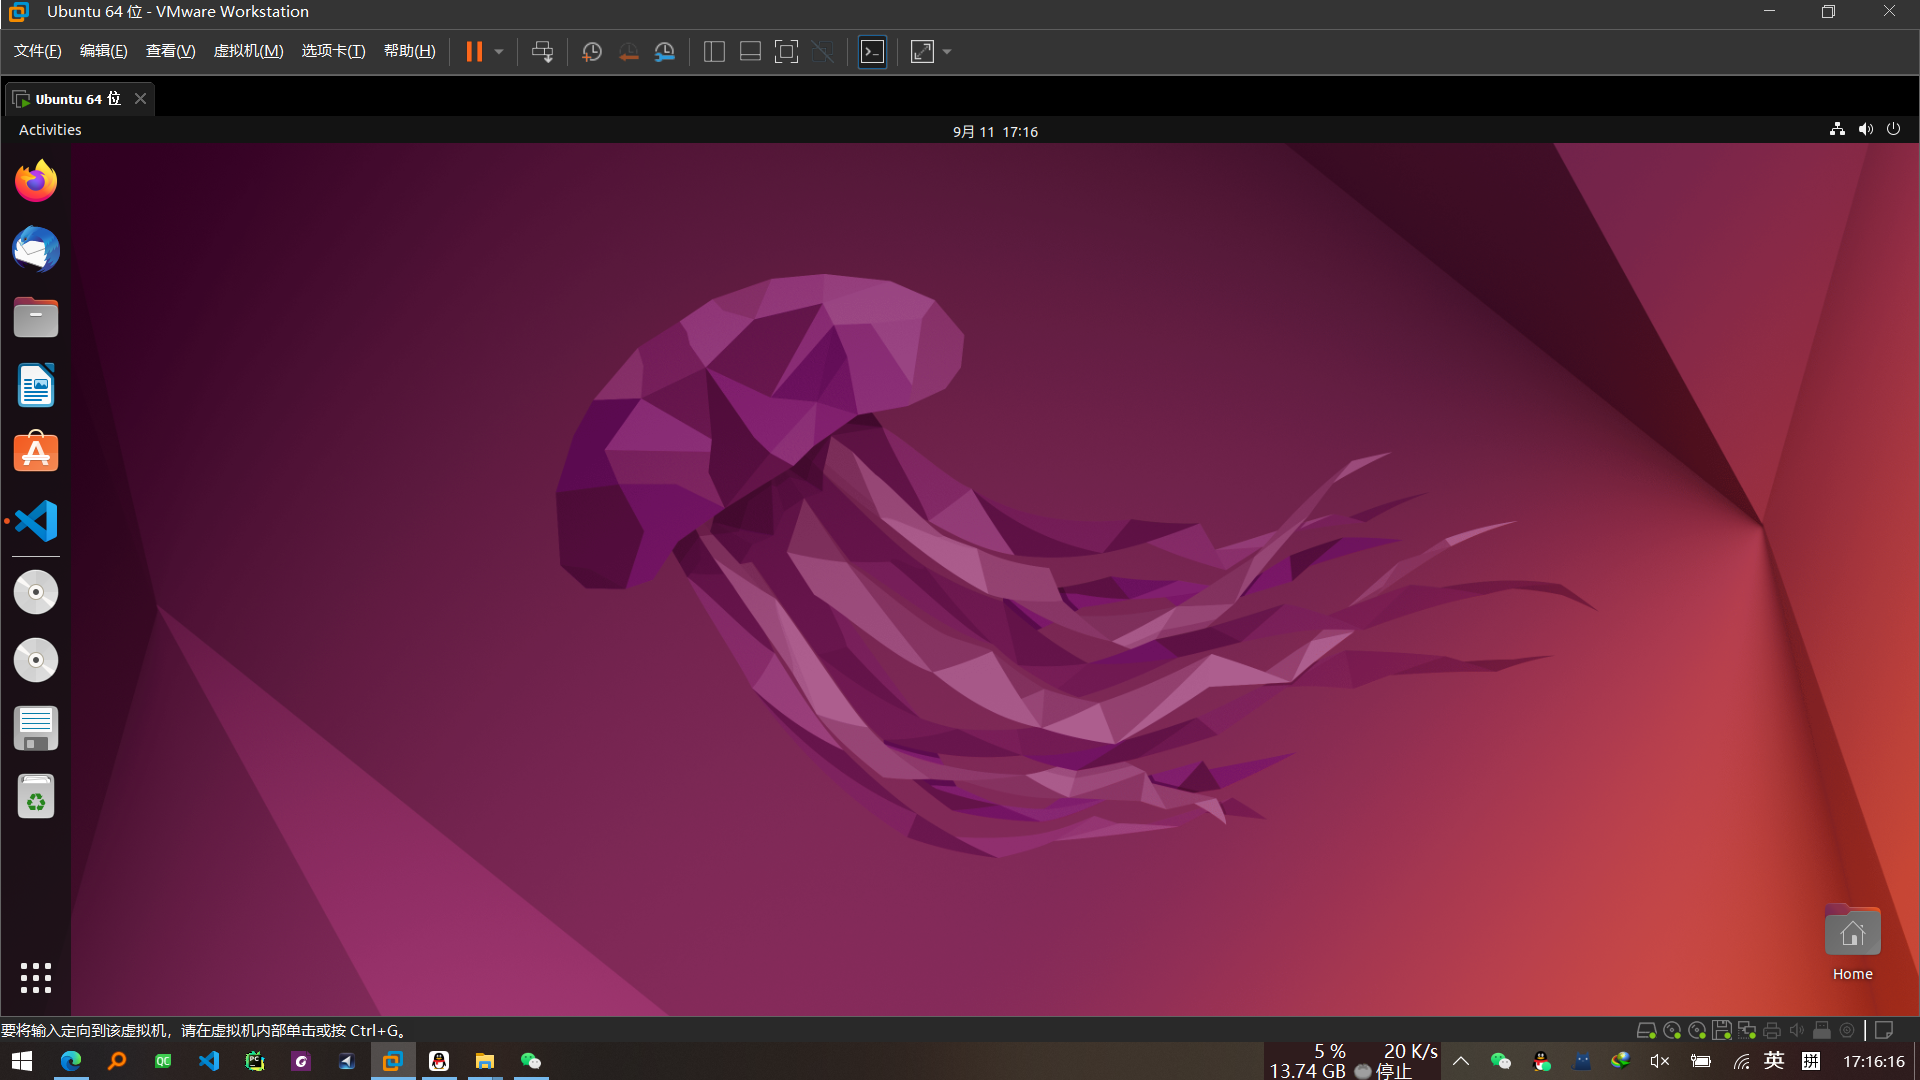 Ubuntu 64 位 - VMware Workstation
文件(F) 编辑(E) 查看(V) 虚拟机(M) 选项卡(T) 帮助(H)
Ubuntu 64 位
Activities
9月 11 17:16
Home
要将输入定向到该虚拟机，请在虚拟机内部单击或按 Ctrl+G。
QC
PC
5 % 20 K/s
13.74 GB 停止
英
拼
17:16:16